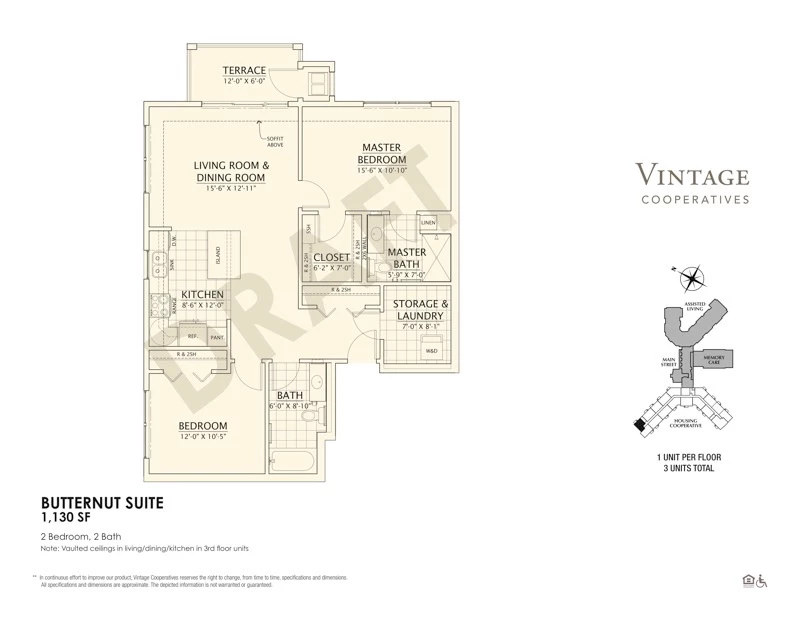 TERRACE
12'-0" X 6'-0"
SOFFIT
ABOVE
LIVING ROOM &
DINING ROOM
15'-6" X 12'-11"
MASTER
BEDROOM
15'-6" X 10'-10"
VINTAGE
COOPERATIVES
LINEN
D.W.
SINK
ISLAND
5SH
R & 2SH
CLOSET
6'-2" X 7'-0"
R & 2SH
2X6 WALL
MASTER
BATH
5'-9" X 7'-0"
KITCHEN
8'-6" X 12'-0"
RANGE
R & 2SH
STORAGE &
LAUNDRY
7'-0" X 8'-1"
W&D
REF.
PANT.
R & 2SH
BATH
6'-0" X 8'-10"
BEDROOM
12'-0" X 10'-5"
DRAFT
N
ASSISTED
LIVING
MAIN
STREET
MEMORY
CARE
HOUSING
COOPERATIVE
1 UNIT PER FLOOR
3 UNITS TOTAL
BUTTERNUT SUITE
1,130 SF
2 Bedroom, 2 Bath
Note: Vaulted ceilings in living/dining/kitchen in 3rd floor units
** In continuous effort to improve our product, Vintage Cooperatives reserves the right to change, from time to time, specifications and dimensions.
All specifications and dimensions are approximate. The depicted information is not warranted or guaranteed.